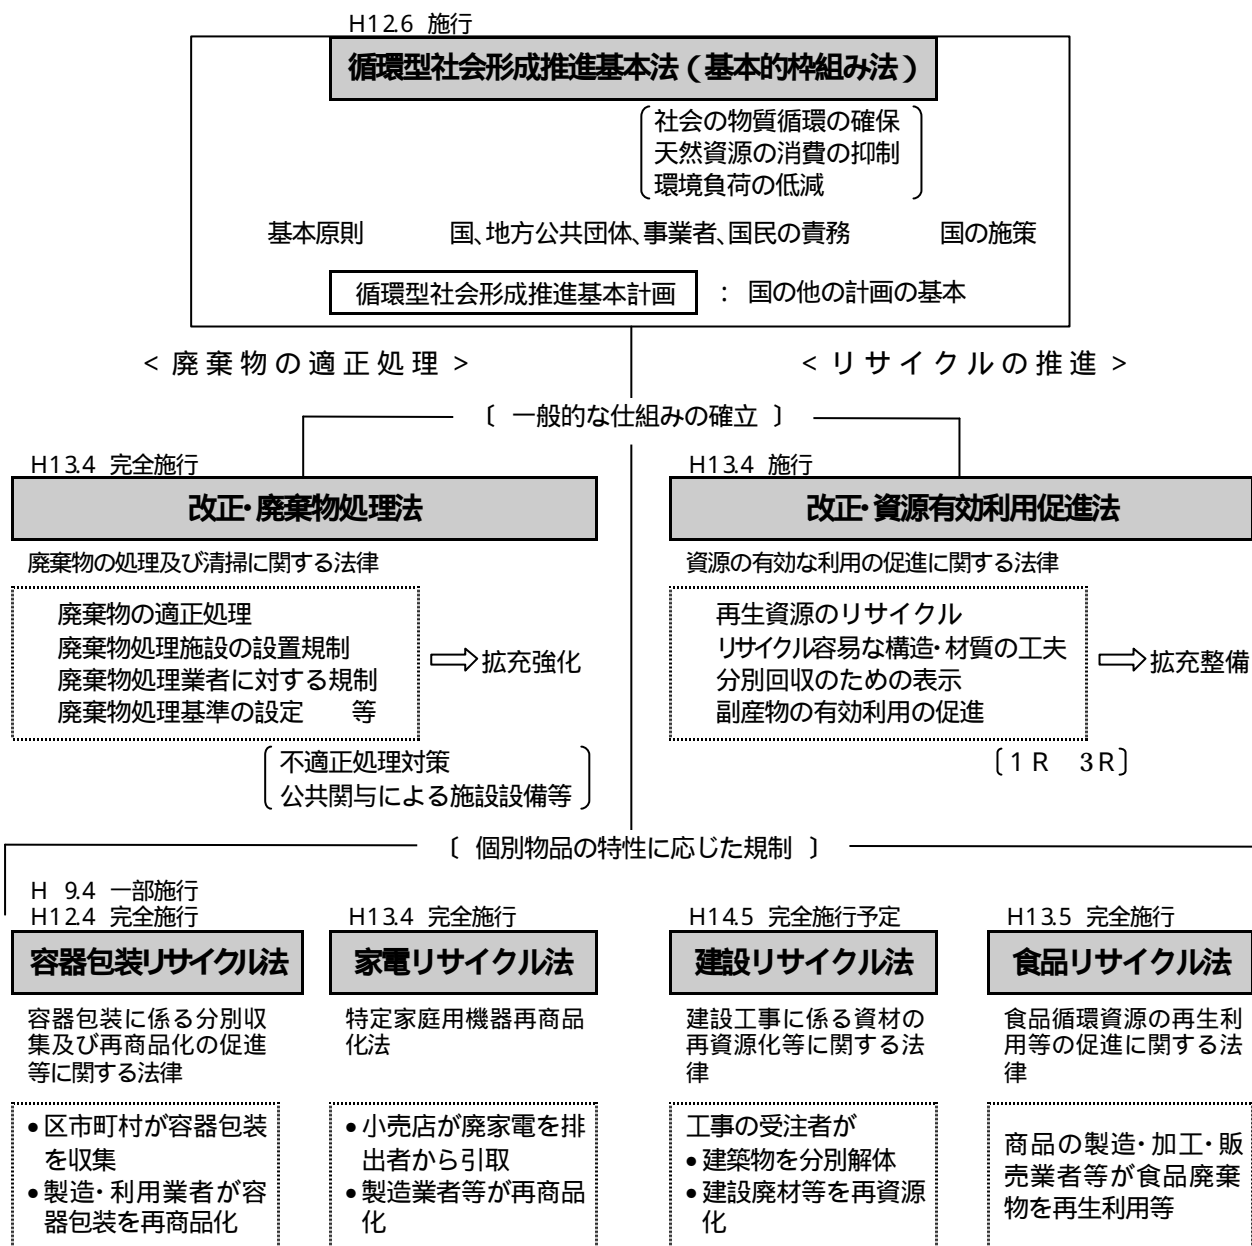 H12.6 施行
循環型社会形成推進基本法(基本的枠組み法)
社会の物質循環の確保
天然資源の消費の抑制
環境負荷の低減
基本原則 国、地方公共団体、事業者、国民の責務 国の施策
循環型社会形成推進基本計画 : 国の他の計画の基本
<廃棄物の適正処理> <リサイクルの推進>
〔 一般的な仕組みの確立 〕
H13.4 完全施行
改正・廃棄物処理法
廃棄物の処理及び清掃に関する法律
廃棄物の適正処理
廃棄物処理施設の設置規制
廃棄物処理業者に対する規制
廃棄物処理基準の設定 等
⇨拡充強化
不適正処理対策
公共関与による施設設備等
H13.4 施行
改正・資源有効利用促進法
資源の有効な利用の促進に関する法律
再生資源のリサイクル
リサイクル容易な構造・材質の工夫
分別回収のための表示
副産物の有効利用の促進
⇨拡充整備
〔1R 3R〕
〔 個別物品の特性に応じた規制 〕
H 9.4 一部施行
H12.4 完全施行
容器包装リサイクル法
容器包装に係る分別収
集及び再商品化の促進
等に関する法律
•区市町村が容器包装
を収集
•製造・利用業者が容
器包装を再商品化
H13.4 完全施行
家電リサイクル法
特定家庭用機器再商品
化法
•小売店が廃家電を排
出者から引取
•製造業者等が再商品
化
H14.5 完全施行予定
建設リサイクル法
建設工事に係る資材の
再資源化等に関する法
律
工事の受注者が
•建築物を分別解体
•建設廃材等を再資源
化
H13.5 完全施行
食品リサイクル法
食品循環資源の再生利
用等の促進に関する法
律
商品の製造・加工・販
売業者等が食品廃棄
物を再生利用等